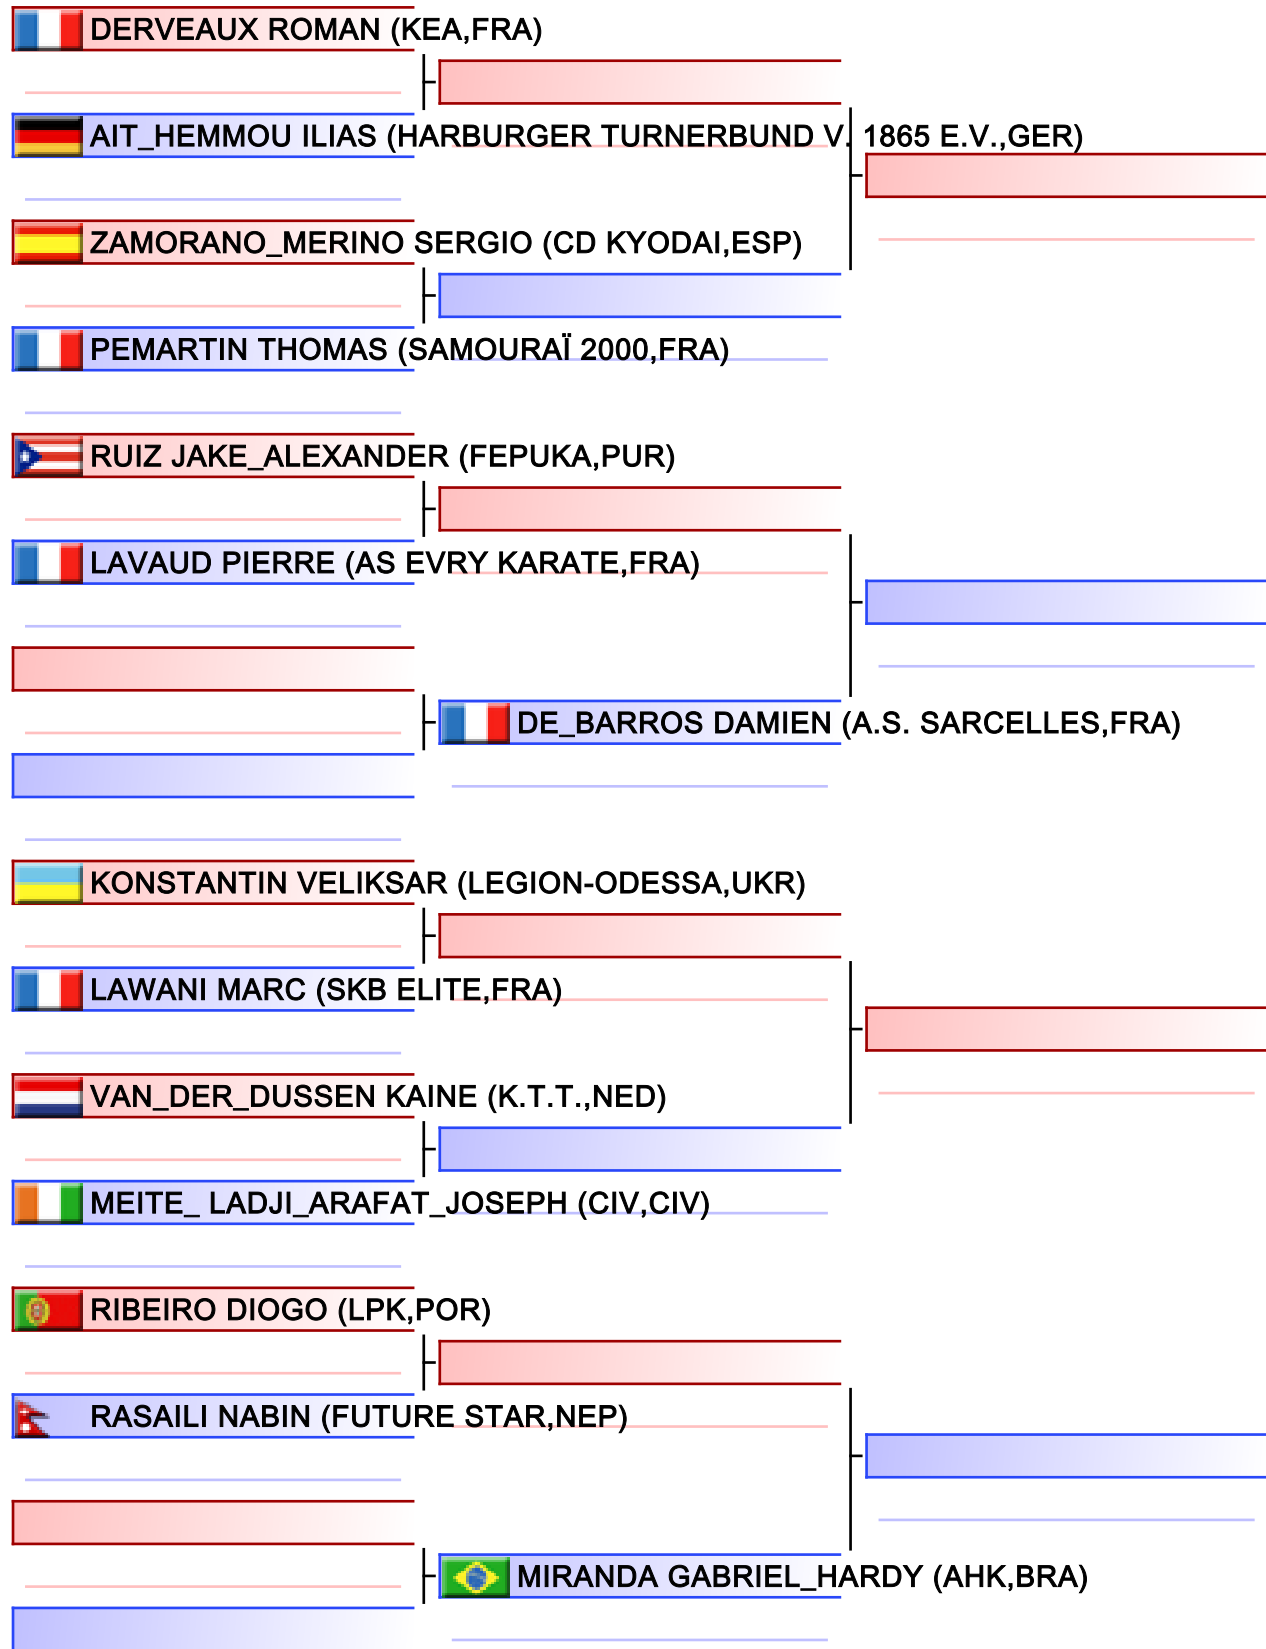 DERVEAUX ROMAN (KEA,FRA)
AIT_HEMMOU ILIAS (HARBURGER TURNERBUND V. 1865 E.V.,GER)
ZAMORANO_MERINO SERGIO (CD KYODAI,ESP)
PEMARTIN THOMAS (SAMOURAÏ 2000,FRA)
RUIZ JAKE_ALEXANDER (FEPUKA,PUR)
LAVAUD PIERRE (AS EVRY KARATE,FRA)
DE_BARROS DAMIEN (A.S. SARCELLES,FRA)
KONSTANTIN VELIKSAR (LEGION-ODESSA,UKR)
LAWANI MARC (SKB ELITE,FRA)
VAN_DER_DUSSEN KAINE (K.T.T.,NED)
MEITE_ LADJI_ARAFAT_JOSEPH (CIV,CIV)
RIBEIRO DIOGO (LPK,POR)
RASAILI NABIN (FUTURE STAR,NEP)
MIRANDA GABRIEL_HARDY (AHK,BRA)